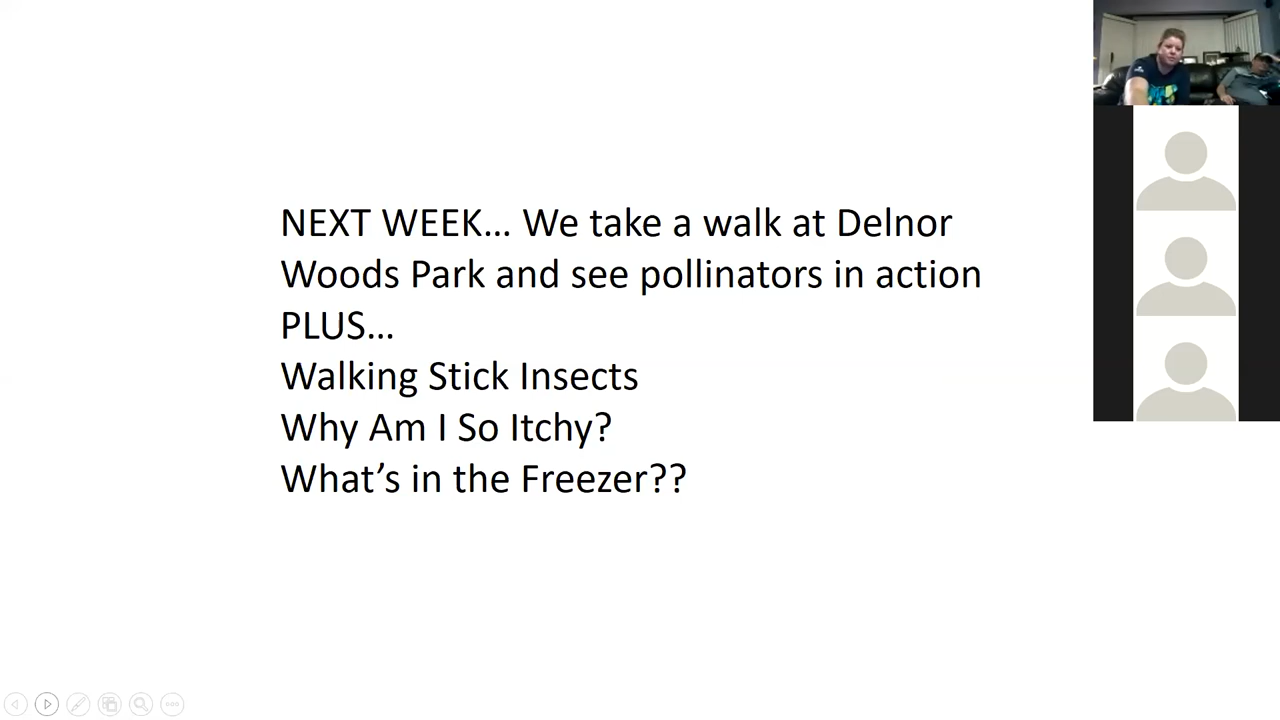 NEXT WEEK… We take a walk at Delnor
Woods Park and see pollinators in action
PLUS…
Walking Stick Insects
Why Am I So Itchy?
What’s in the Freezer??